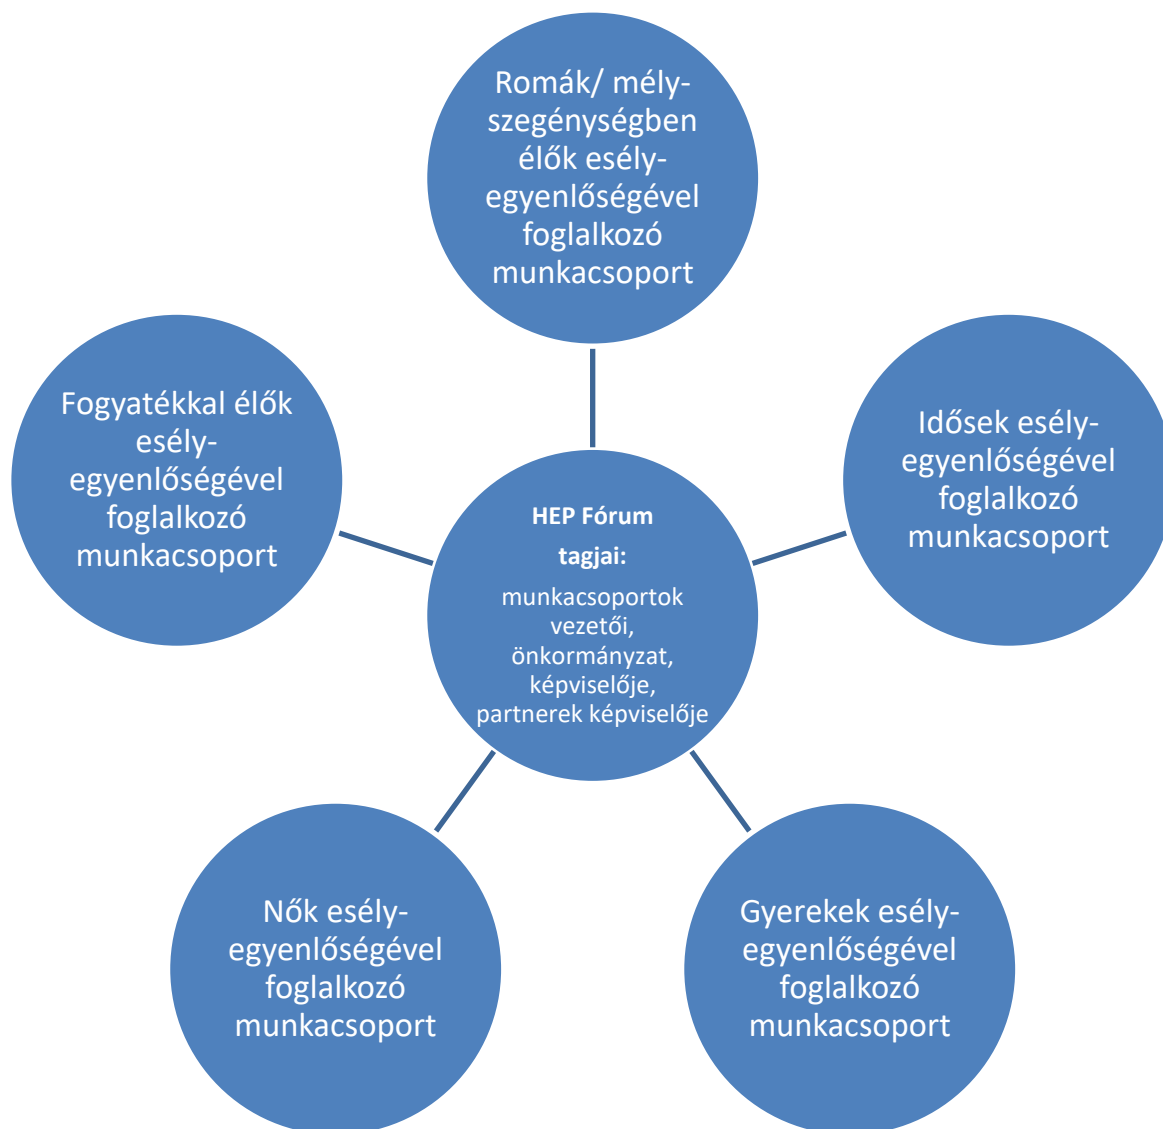 Romák/ mély-
szegénységben
élők esély-
egyenlőségével
foglalkozó
munkacsoport
Fogyatékkal élők
esély-
egyenlőségével
foglalkozó
munkacsoport
Idősek esély-
egyenlőségével
foglalkozó
munkacsoport
HEP Fórum
tagjai:
munkacsoportok
vezetői,
önkormányzat,
képviselője,
partnerek képviselője
Nők esély-
egyenlőségével
foglalkozó
munkacsoport
Gyerekek esély-
egyenlőségével
foglalkozó
munkacsoport